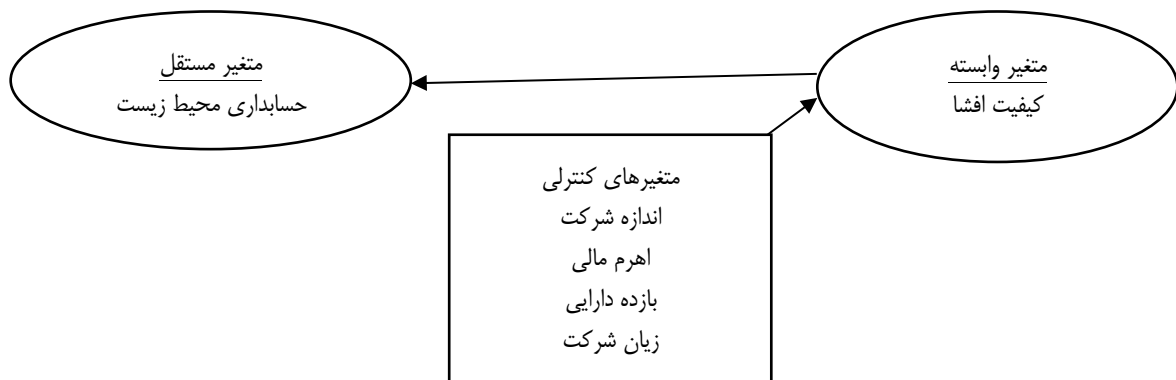 متغیر وابسته
کیفیت افشا
متغیر مستقل
حسابداری محیط زیست
متغیرهای کنترلی
اندازه شرکت
اهرم مالی
بازده دارایی
زیان شرکت